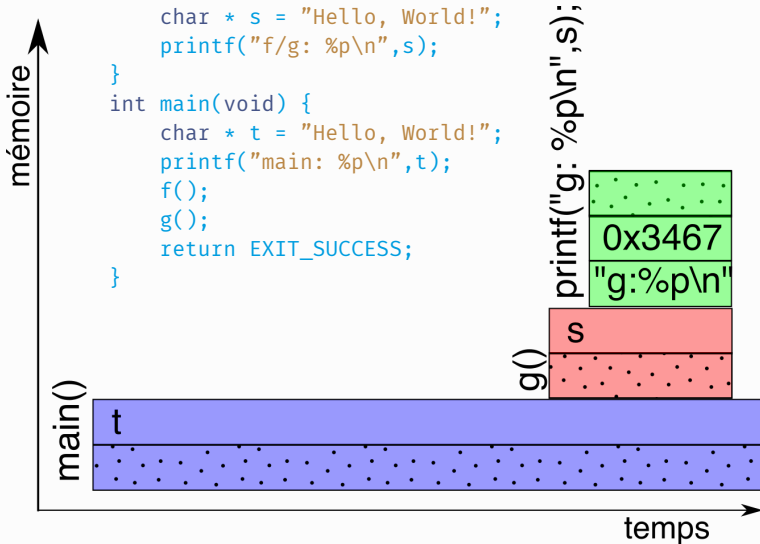 char * s = ”Hello, World!”;
printf(”f/g: %p\n”,s);
}
int main(void) {
char * t = ”Hello, World!”;
printf(”main: %p\n”,t);
f();
g();
return EXIT_SUCCESS;
}
mémoire
printf("g: %p\n",s);
0x3467
"g:%p\n"
g()
s
main()
t
temps